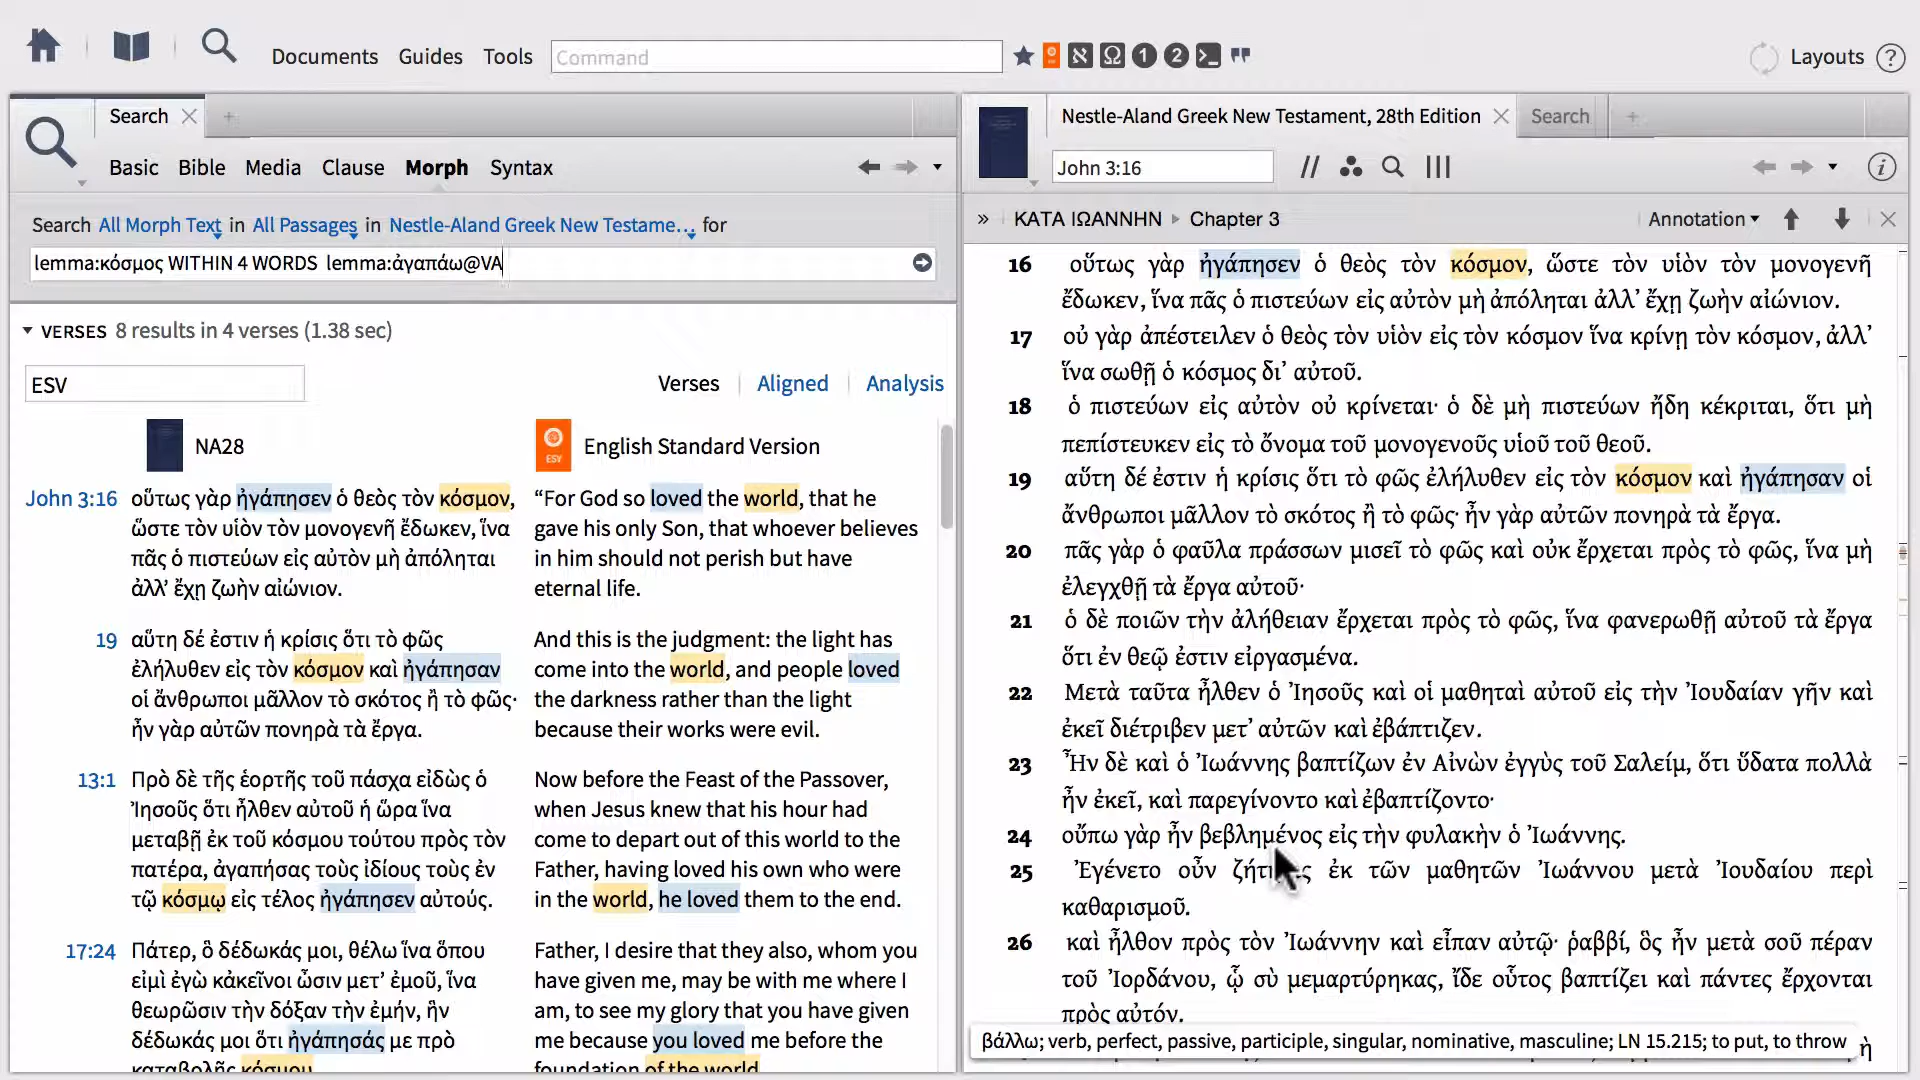 Documents Guides Tools Command Layouts ?
Search
Basic Bible Media Clause Morph Syntax
Search All Morph Text in All Passages in Nestle-Aland Greek New Testame... for
lemma:κόσμος WITHIN 4 WORDS lemma:ἀγαπάω@VA
VERSES 8 results in 4 verses (1.38 sec)
ESV
Verses Aligned Analysis
NA28
ESV English Standard Version
John 3:16 οὕτως γὰρ ἠγάπησεν ὁ θεὸς τὸν κόσμον,
ὥστε τὸν υἱὸν τὸν μονογενῆ ἔδωκεν, ἵνα
πᾶς ὁ πιστεύων εἰς αὐτὸν μὴ ἀπόληται
ἀλλ’ ἔχῃ ζωὴν αἰώνιον.
“For God so loved the world, that he
gave his only Son, that whoever believes
in him should not perish but have
eternal life.
19 αὕτη δέ ἐστιν ἡ κρίσις ὅτι τὸ φῶς
ἐλήλυθεν εἰς τὸν κόσμον καὶ ἠγάπησαν
οἱ ἄνθρωποι μᾶλλον τὸ σκότος ἢ τὸ φῶς·
ἦν γὰρ αὐτῶν πονηρὰ τὰ ἔργα.
And this is the judgment: the light has
come into the world, and people loved
the darkness rather than the light
because their works were evil.
13:1 Πρὸ δὲ τῆς ἑορτῆς τοῦ πάσχα εἰδὼς ὁ
Ἰησοῦς ὅτι ἦλθεν αὐτοῦ ἡ ὥρα ἵνα
μεταβῇ ἐκ τοῦ κόσμου τούτου πρὸς τὸν
πατέρα, ἀγαπήσας τοὺς ἰδίους τοὺς ἐν
τῷ κόσμῳ εἰς τέλος ἠγάπησεν αὐτούς.
Now before the Feast of the Passover,
when Jesus knew that his hour had
come to depart out of this world to the
Father, having loved his own who were
in the world, he loved them to the end.
17:24 Πάτερ, ὃ δέδωκάς μοι, θέλω ἵνα ὅπου
εἰμὶ ἐγὼ κἀκεῖνοι ὦσιν μετ’ ἐμοῦ, ἵνα
θεωρῶσιν τὴν δόξαν τὴν ἐμήν, ἣν
δέδωκάς μοι ὅτι ἠγάπησάς με πρὸ
καταβολῆς κόσμου
Father, I desire that they also, whom you
have given me, may be with me where I
am, to see my glory that you have given
me because you loved me before the
foundation of the world
Nestle-Aland Greek New Testament, 28th Edition Search
John 3:16
» ΚΑΤΑ ΙΩΑΝΝΗΝ Chapter 3 Annotation
16 οὕτως γὰρ ἠγάπησεν ὁ θεὸς τὸν κόσμον, ὥστε τὸν υἱὸν τὸν μονογενῆ
ἔδωκεν, ἵνα πᾶς ὁ πιστεύων εἰς αὐτὸν μὴ ἀπόληται ἀλλ’ ἔχῃ ζωὴν αἰώνιον.
17 οὐ γὰρ ἀπέστειλεν ὁ θεὸς τὸν υἱὸν εἰς τὸν κόσμον ἵνα κρίνῃ τὸν κόσμον, ἀλλ’
ἵνα σωθῇ ὁ κόσμος δι’ αὐτοῦ.
18 ὁ πιστεύων εἰς αὐτὸν οὐ κρίνεται· ὁ δὲ μὴ πιστεύων ἤδη κέκριται, ὅτι μὴ
πεπίστευκεν εἰς τὸ ὄνομα τοῦ μονογενοῦς υἱοῦ τοῦ θεοῦ.
19 αὕτη δέ ἐστιν ἡ κρίσις ὅτι τὸ φῶς ἐλήλυθεν εἰς τὸν κόσμον καὶ ἠγάπησαν οἱ
ἄνθρωποι μᾶλλον τὸ σκότος ἢ τὸ φῶς· ἦν γὰρ αὐτῶν πονηρὰ τὰ ἔργα.
20 πᾶς γὰρ ὁ φαῦλα πράσσων μισεῖ τὸ φῶς καὶ οὐκ ἔρχεται πρὸς τὸ φῶς, ἵνα μὴ
ἐλεγχθῇ τὰ ἔργα αὐτοῦ·
21 ὁ δὲ ποιῶν τὴν ἀλήθειαν ἔρχεται πρὸς τὸ φῶς, ἵνα φανερωθῇ αὐτοῦ τὰ ἔργα
ὅτι ἐν θεῷ ἐστιν εἰργασμένα.
22 Μετὰ ταῦτα ἦλθεν ὁ Ἰησοῦς καὶ οἱ μαθηταὶ αὐτοῦ εἰς τὴν Ἰουδαίαν γῆν καὶ
ἐκεῖ διέτριβεν μετ’ αὐτῶν καὶ ἐβάπτιζεν.
23 Ἦν δὲ καὶ ὁ Ἰωάννης βαπτίζων ἐν Αἰνὼν ἐγγὺς τοῦ Σαλείμ, ὅτι ὕδατα πολλὰ
ἦν ἐκεῖ, καὶ παρεγίνοντο καὶ ἐβαπτίζοντο·
24 οὔπω γὰρ ἦν βεβλημένος εἰς τὴν φυλακὴν ὁ Ἰωάννης.
25 Ἐγένετο οὖν ἐκ τῶν μαθητῶν Ἰωάννου μετὰ Ἰουδαίου περὶ
καθαρισμοῦ.
26 καὶ ἦλθον πρὸς τὸν Ἰωάννην καὶ εἶπαν αὐτῷ· ῥαββί, ὃς ἦν μετὰ σοῦ πέραν
τοῦ Ἰορδάνου, ᾧ σὺ μεμαρτύρηκας, ἴδε οὗτος βαπτίζει καὶ πάντες ἔρχονται
πρὸς αὐτόν.
βάλλω; verb, perfect, passive, participle, singular, nominative, masculine; LN 15.215; to put, to throw